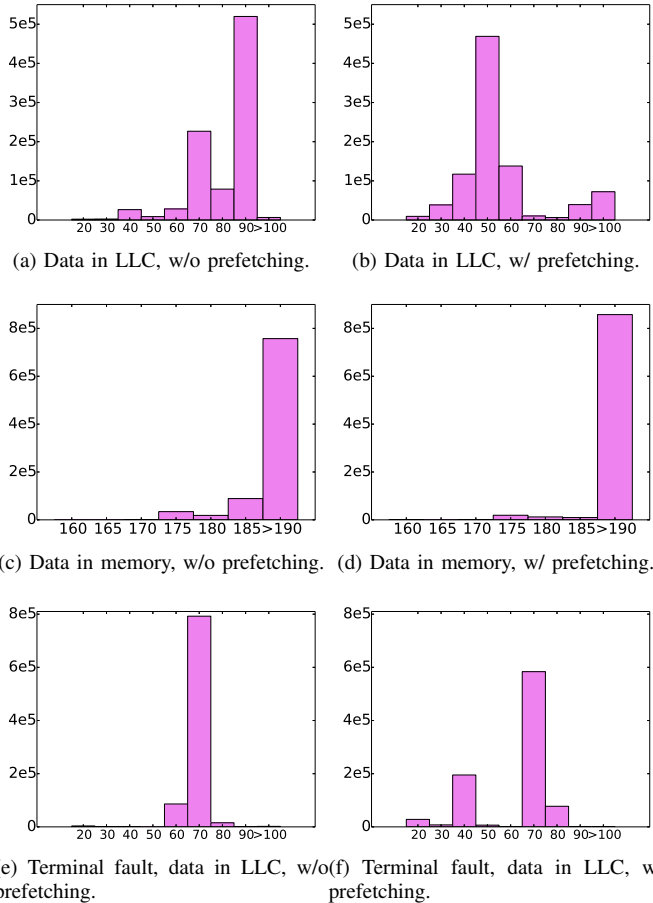 5e5 5e5
4e5 4e5
3e5 3e5
2e5 2e5
1e5 1e5
0 0
20 30 40 50 60 70 80 90>100 20 30 40 50 60 70 80 90>100
(a) Data in LLC, w/o prefetching. (b) Data in LLC, w/ prefetching.
8e5 8e5
6e5 6e5
4e5 4e5
2e5 2e5
0 0
160 165 170 175 180 185>190 160 165 170 175 180 185>190
c) Data in memory, w/o prefetching. (d) Data in memory, w/ prefetching.
8e5 8e5
6e5 6e5
4e5 4e5
2e5 2e5
0 0
20 30 40 50 60 70 80 90>100 20 30 40 50 60 70 80 90>100
e) Terminal fault, data in LLC, w/o (f) Terminal fault, data in LLC, w
prefetching. prefetching.